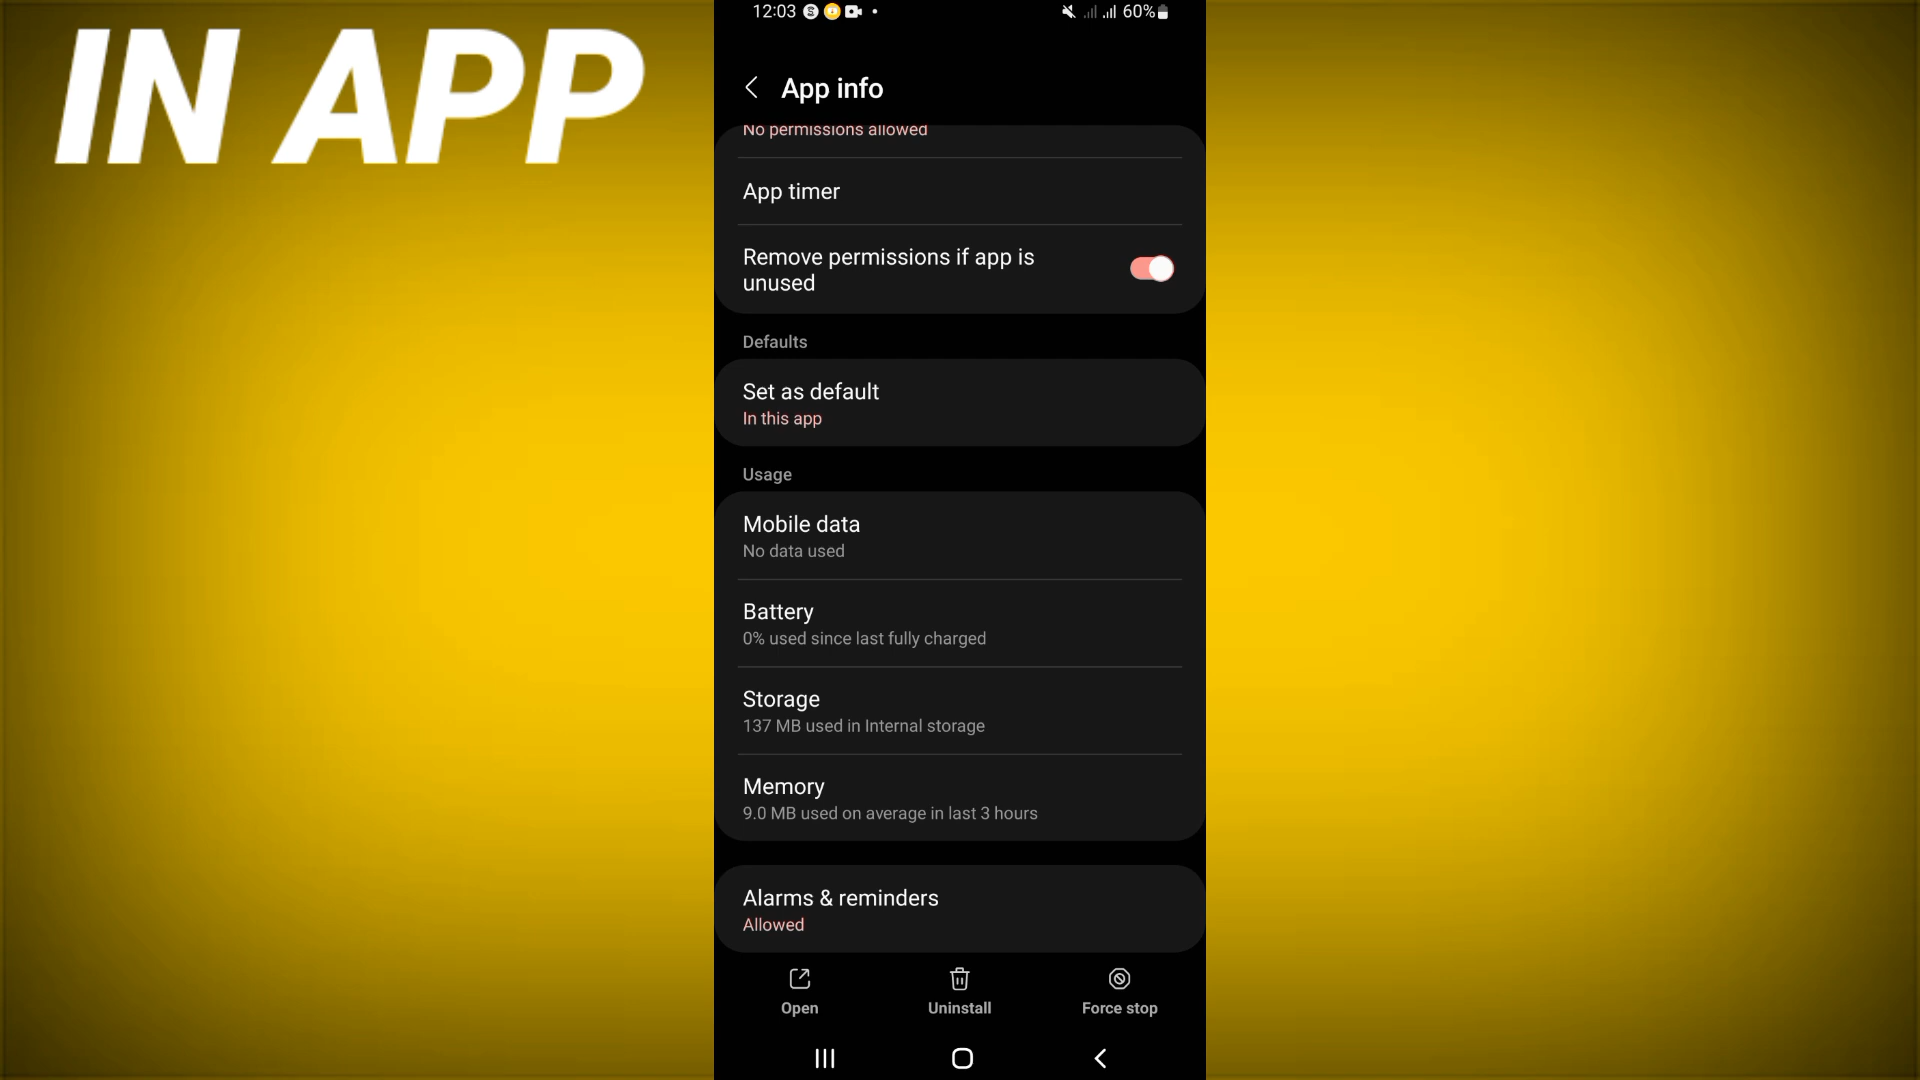 IN APP
12:03
60%
App info
No permissions allowed
App timer
Remove permissions if app is
unused
Defaults
Set as default
In this app
Usage
Mobile data
No data used
Battery
0% used since last fully charged
Storage
137 MB used in Internal storage
Memory
9.0 MB used on average in last 3 hours
Alarms & reminders
Allowed
Open
Uninstall
Force stop